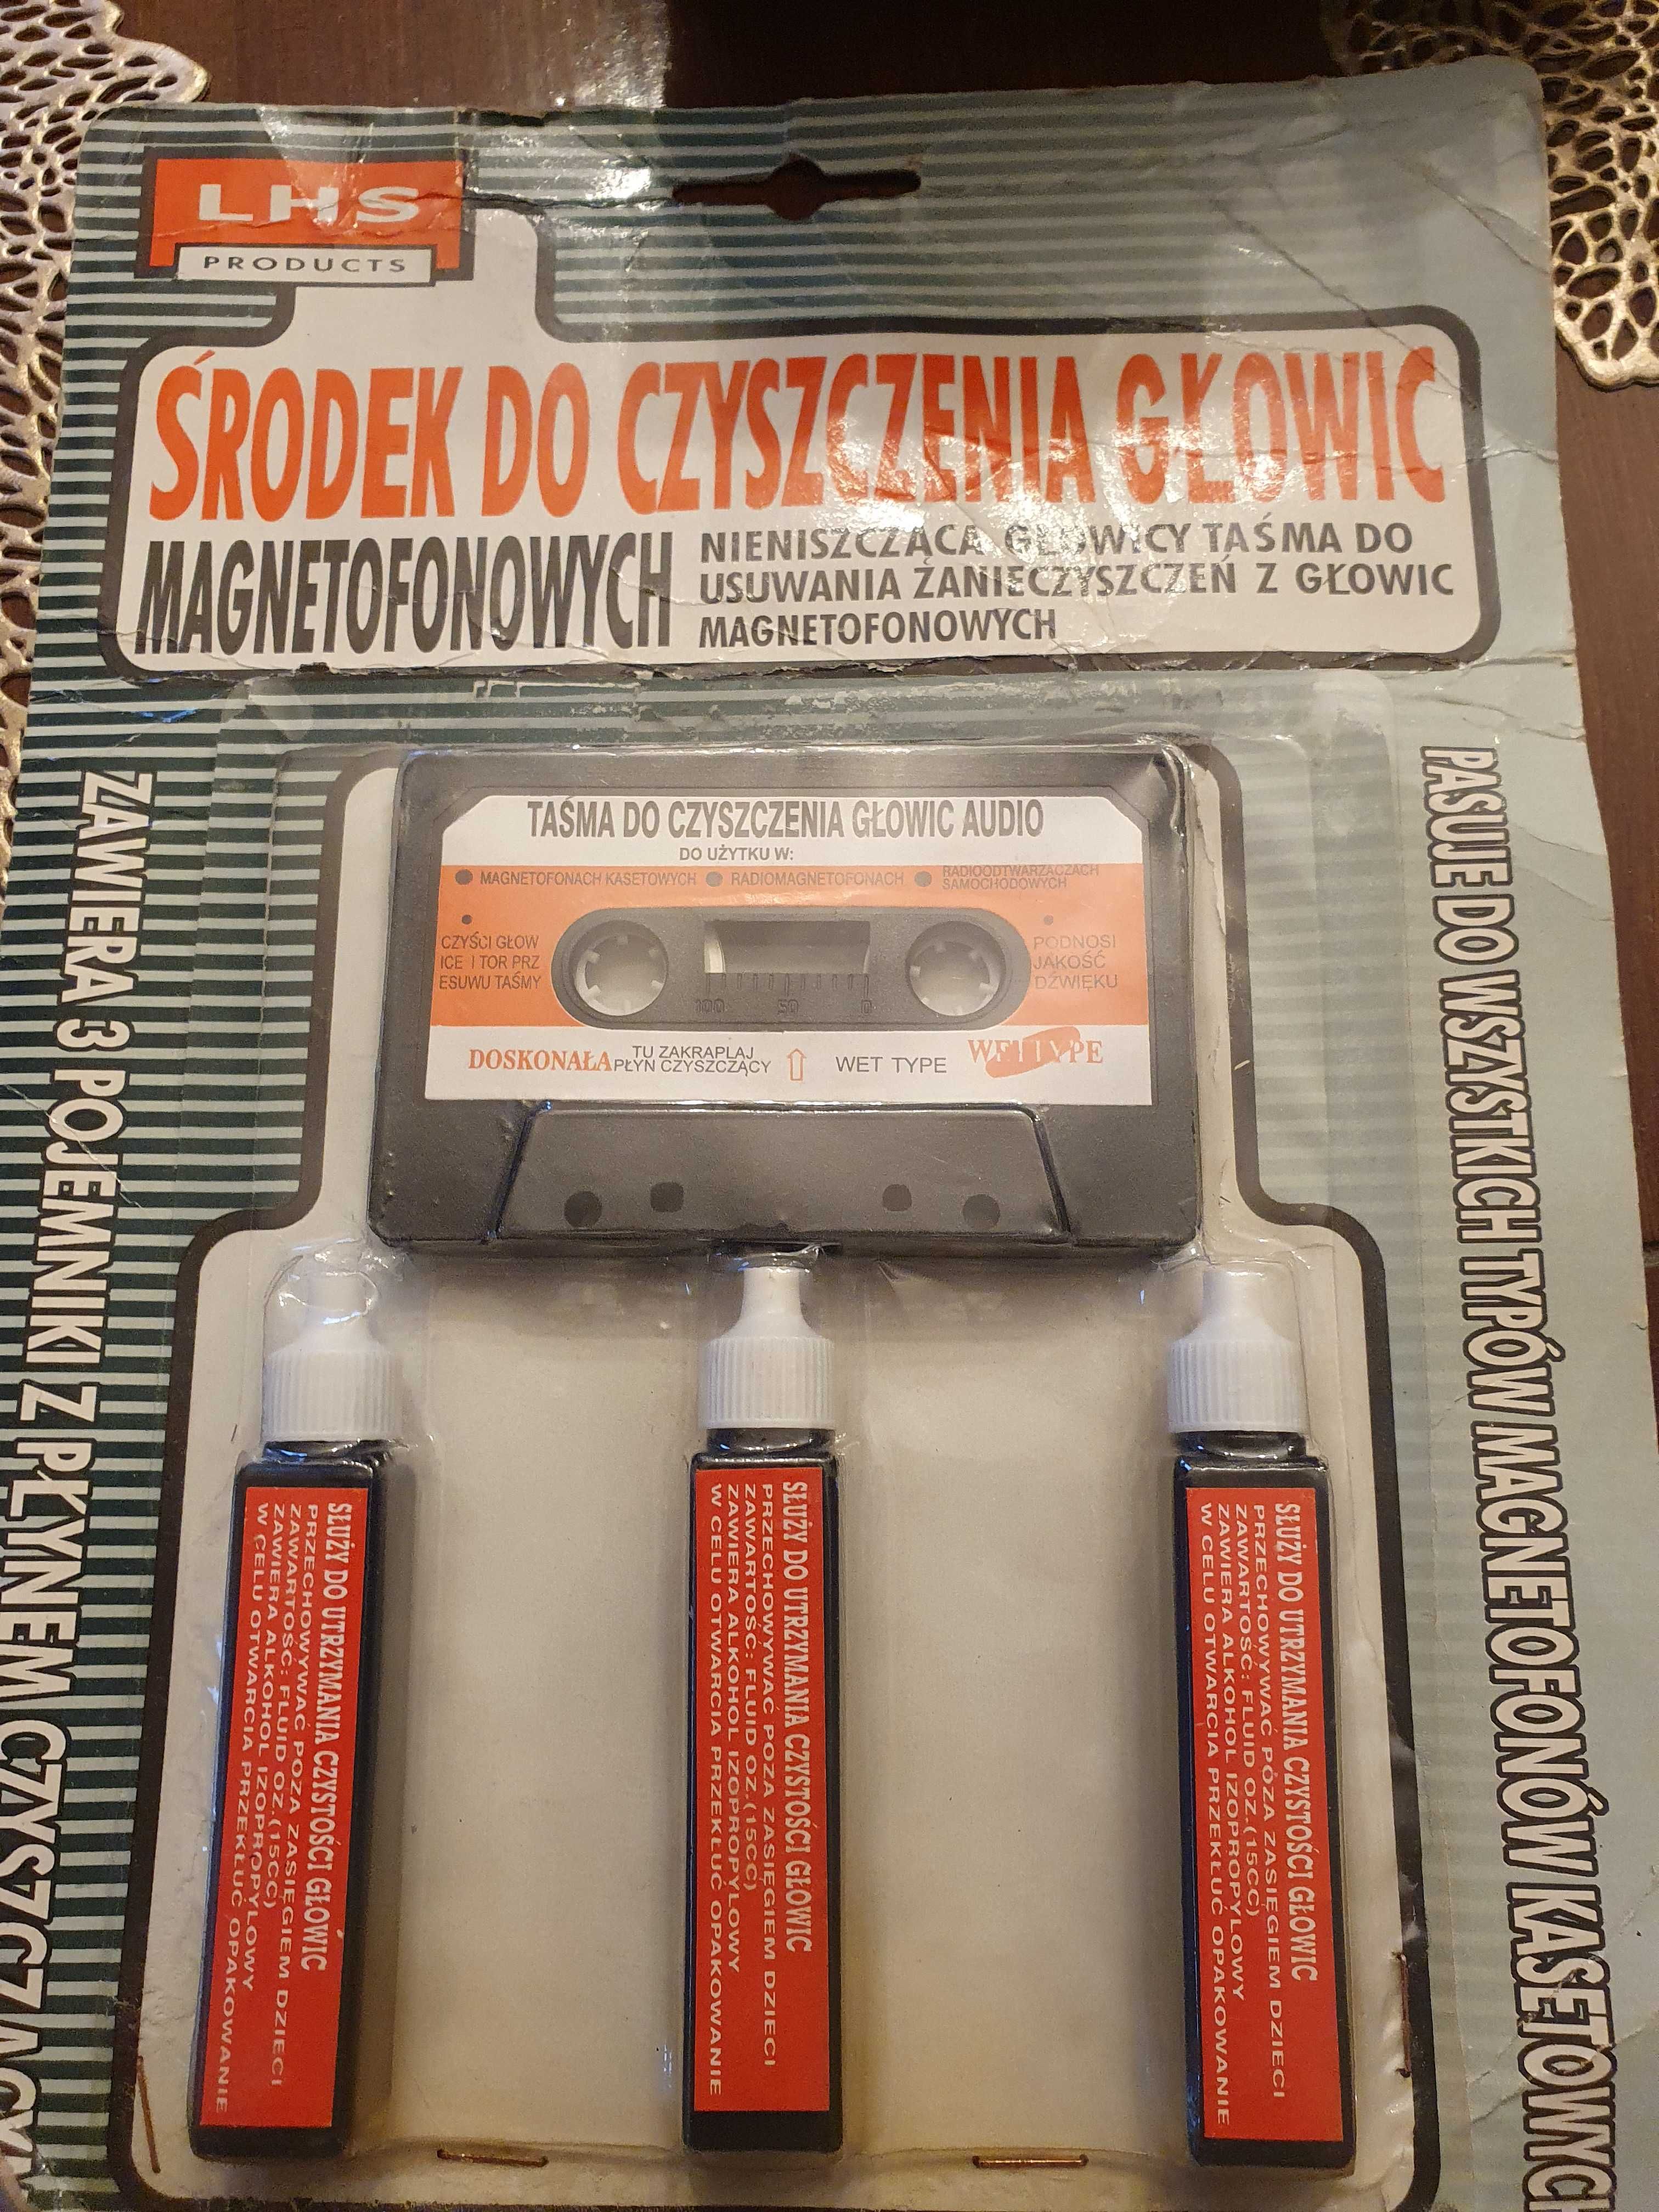 LHS
PRODUCTS
ŚRODEK DO CZYSZCZENIA GŁOWIC
MAGNETOFONOWYCH
NIENISZCZĄCA GŁOWICY TAŚMA DO
USUWANIA ZANIECZYSZCZEŃ Z GŁOWIC
MAGNETOFONOWYCH
ZAWIERA 3 POJEMNIKI Z PŁYNEM CZYSZCZĄCYM
PASUJE DO WSZYSTKICH TYPÓW MAGNETOFONÓW KASETOWYCH
TAŚMA DO CZYSZCZENIA GŁOWIC AUDIO
DO UŻYTKU W:
MAGNETOFONACH KASETOWYCH
RADIOMAGNETOFONACH
RADIOODTWARZACZACH
SAMOCHODOWYCH
CZYŚCI GŁOW
ICE I TOR PRZ
ESUWU TAŚMY
100 50 0
PODNOSI
JAKOŚĆ
DŹWIĘKU
DOSKONAŁA
TU ZAKRAPLAJ
PŁYN CZYSZCZĄCY
WET TYPE
WET TYPE
SŁUŻY DO UTRZYMANIA CZYSTOŚCI GŁOWIC
PRZECHOWYWAĆ POZA ZASIĘGIEM DZIECI
ZAWARTOŚĆ: FLUID OZ.(15CC)
ZAWIERA ALKOHOL IZOPROPYLOWY
W CELU OTWARCIA PRZEKŁUĆ OPAKOWANIE
SŁUŻY DO UTRZYMANIA CZYSTOŚCI GŁOWIC
PRZECHOWYWAĆ POZA ZASIĘGIEM DZIECI
ZAWARTOŚĆ: FLUID OZ.(15CC)
ZAWIERA ALKOHOL IZOPROPYLOWY
W CELU OTWARCIA PRZEKŁUĆ OPAKOWANIE
SŁUŻY DO UTRZYMANIA CZYSTOŚCI GŁOWIC
PRZECHOWYWAĆ POZA ZASIĘGIEM DZIECI
ZAWARTOŚĆ: FLUID OZ.(15CC)
ZAWIERA ALKOHOL IZOPROPYLOWY
W CELU OTWARCIA PRZEKŁUĆ OPAKOWANIE